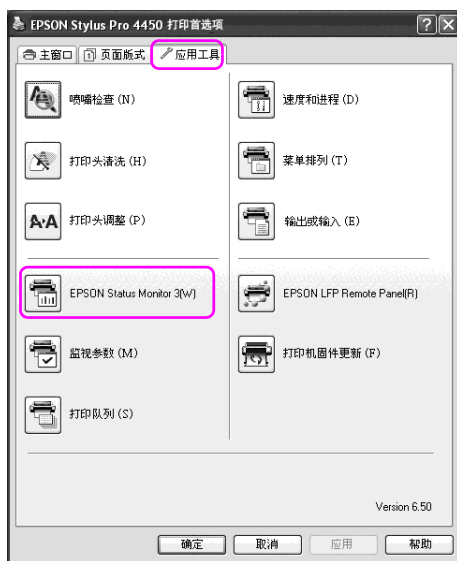 EPSON Stylus Pro 4450 打印首选项
主窗口 页面版式 应用工具
喷嘴检查(N)
速度和进程(D)
打印头清洗(H)
菜单排列(T)
打印头调整(P)
输出或输入(E)
EPSON Status Monitor 3(W)
EPSON LFP Remote Panel(R)
监视参数(M)
打印机固件更新(F)
打印队列(S)
Version 6.50
确定 取消 应用 帮助